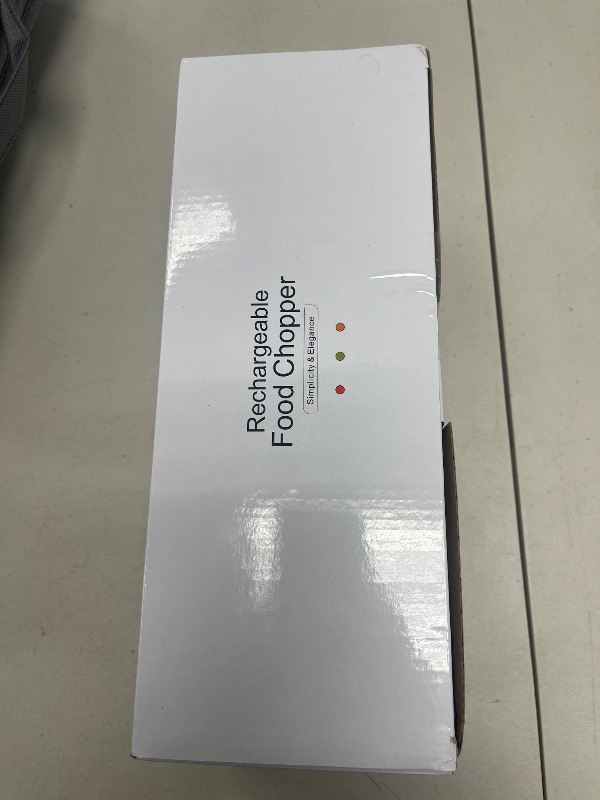 Rechargeable
Food Chopper
Simplicity & Elegance